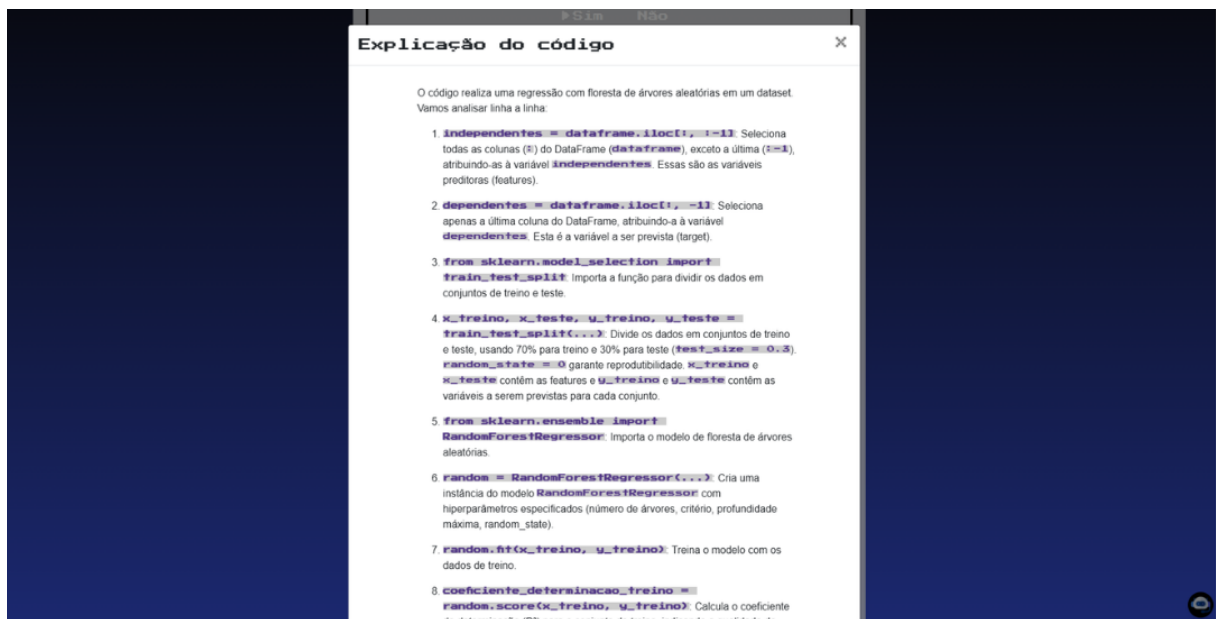 ▶Sim Não
Explicação do código ×
O código realiza uma regressão com floresta de árvores aleatórias em um dataset.
Vamos analisar linha a linha:
1. independentes = dataframe.iloc[:, :-1]: Seleciona
todas as colunas (:) do DataFrame (dataframe), exceto a última (:-1),
atribuindo-as à variável independentes. Essas são as variáveis
preditoras (features).
2. dependentes = dataframe.iloc[:, -1]: Seleciona
apenas a última coluna do DataFrame, atribuindo-a à variável
dependentes. Esta é a variável a ser prevista (target).
3. from sklearn.model_selection import
train_test_split: Importa a função para dividir os dados em
conjuntos de treino e teste.
4. x_treino, x_teste, y_treino, y_teste =
train_test_split(...): Divide os dados em conjuntos de treino
e teste, usando 70% para treino e 30% para teste (test_size = 0.3).
random_state = 0 garante reprodutibilidade. x_treino e
x_teste contêm as features e y_treino e y_teste contêm as
variáveis a serem previstas para cada conjunto.
5. from sklearn.ensemble import
RandomForestRegressor: Importa o modelo de floresta de árvores
aleatórias.
6. random = RandomForestRegressor(...): Cria uma
instância do modelo RandomForestRegressor com
hiperparâmetros especificados (número de árvores, critério, profundidade
máxima, random_state).
7. random.fit(x_treino, y_treino): Treina o modelo com os
dados de treino.
8. coeficiente_determinacao_treino =
random.score(x_treino, y_treino): Calcula o coeficiente